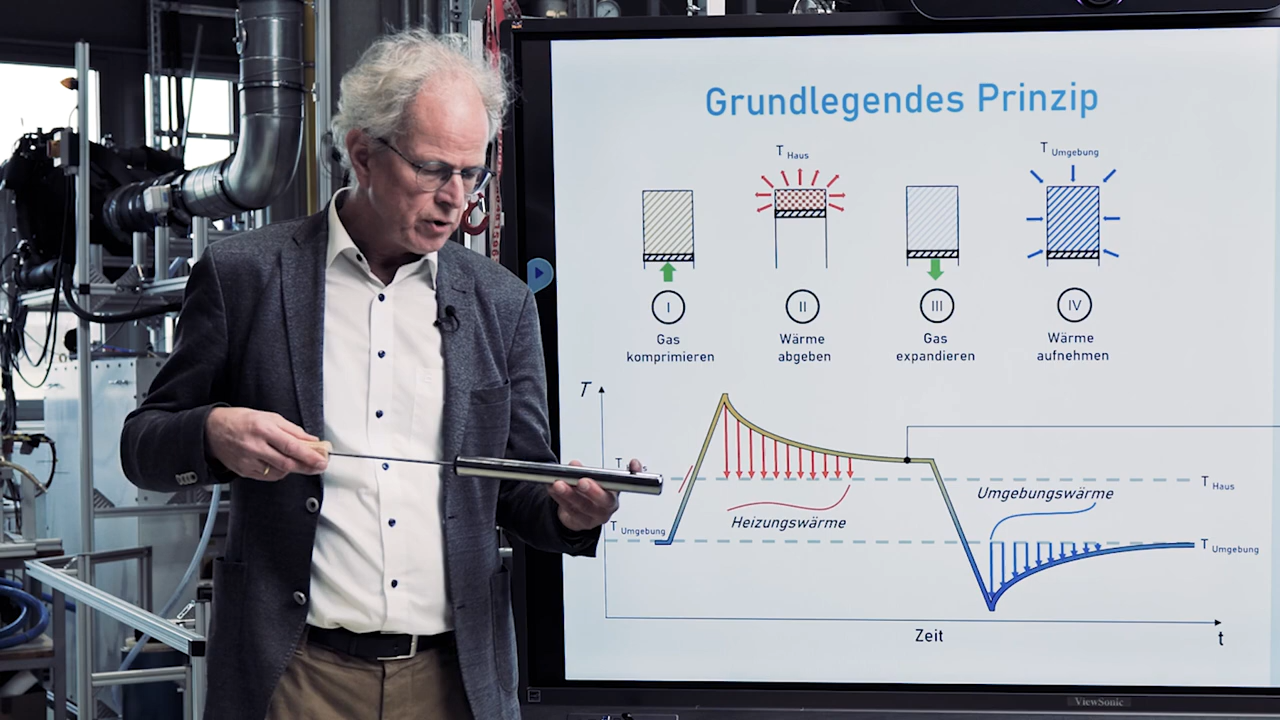 Grundlegendes Prinzip
T Haus
T Umgebung
I
II
III
IV
Gas
komprimieren
Wärme
abgeben
Gas
expandieren
Wärme
aufnehmen
T
T Haus
Umgebungswärme
Heizungswärme
T Umgebung
T Umgebung
Zeit
t
ViewSonic